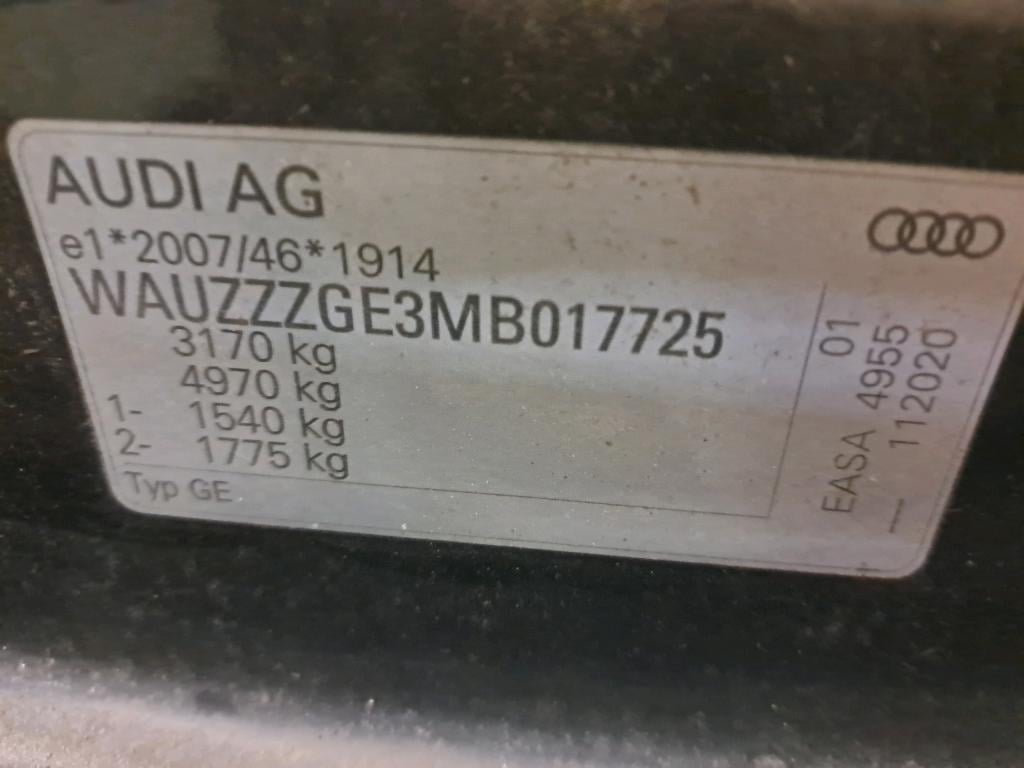 AUDI AG
e1*2007/46*1914
WAUZZZGE3MB017725
3170 kg
4970 kg
1- 1540 kg
2- 1775 kg
Typ GE
EASA 4955 01
— 112020